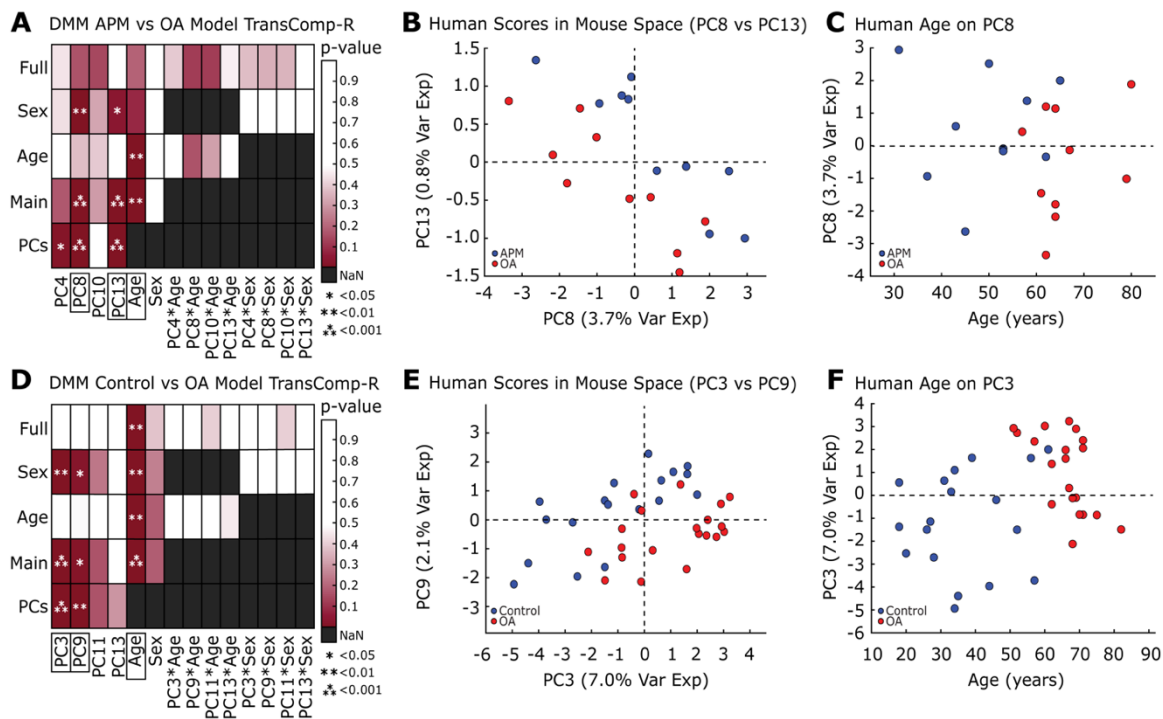 A DMM APM vs OA Model TransComp-R
p-value
Full
Sex
Age
Main
PCs
** *
**
⁂ ⁂ **
* ⁂ ⁂
0.9
0.8
0.7
0.6
0.5
0.4
0.3
0.2
0.1
NaN
* <0.05
** <0.01
⁂ <0.001
PC4
PC8
PC10
PC13
Age
Sex
PC4*Age
PC8*Age
PC10*Age
PC13*Age
PC4*Sex
PC8*Sex
PC10*Sex
PC13*Sex
B Human Scores in Mouse Space (PC8 vs PC13)
PC13 (0.8% Var Exp)
1.5
1.0
0.5
0
-0.5
-1.0
-1.5
APM
OA
-4 -3 -2 -1 0 1 2 3
PC8 (3.7% Var Exp)
C Human Age on PC8
PC8 (3.7% Var Exp)
3
2
1
0
-1
-2
-3
-4
APM
OA
30 40 50 60 70 80
Age (years)
D DMM Control vs OA Model TransComp-R
p-value
Full
Sex
Age
Main
PCs
**
** * **
**
⁂ * ⁂
⁂ **
0.9
0.8
0.7
0.6
0.5
0.4
0.3
0.2
0.1
NaN
* <0.05
** <0.01
⁂ <0.001
PC3
PC9
PC11
PC13
Age
Sex
PC3*Age
PC9*Age
PC11*Age
PC13*Age
PC3*Sex
PC9*Sex
PC11*Sex
PC13*Sex
E Human Scores in Mouse Space (PC3 vs PC9)
PC9 (2.1% Var Exp)
3
2
1
0
-1
-2
-3
Control
OA
-6 -5 -4 -3 -2 -1 0 1 2 3 4
PC3 (7.0% Var Exp)
F Human Age on PC3
PC3 (7.0% Var Exp)
4
3
2
1
0
-1
-2
-3
-4
-5
-6
Control
OA
10 20 30 40 50 60 70 80 90
Age (years)